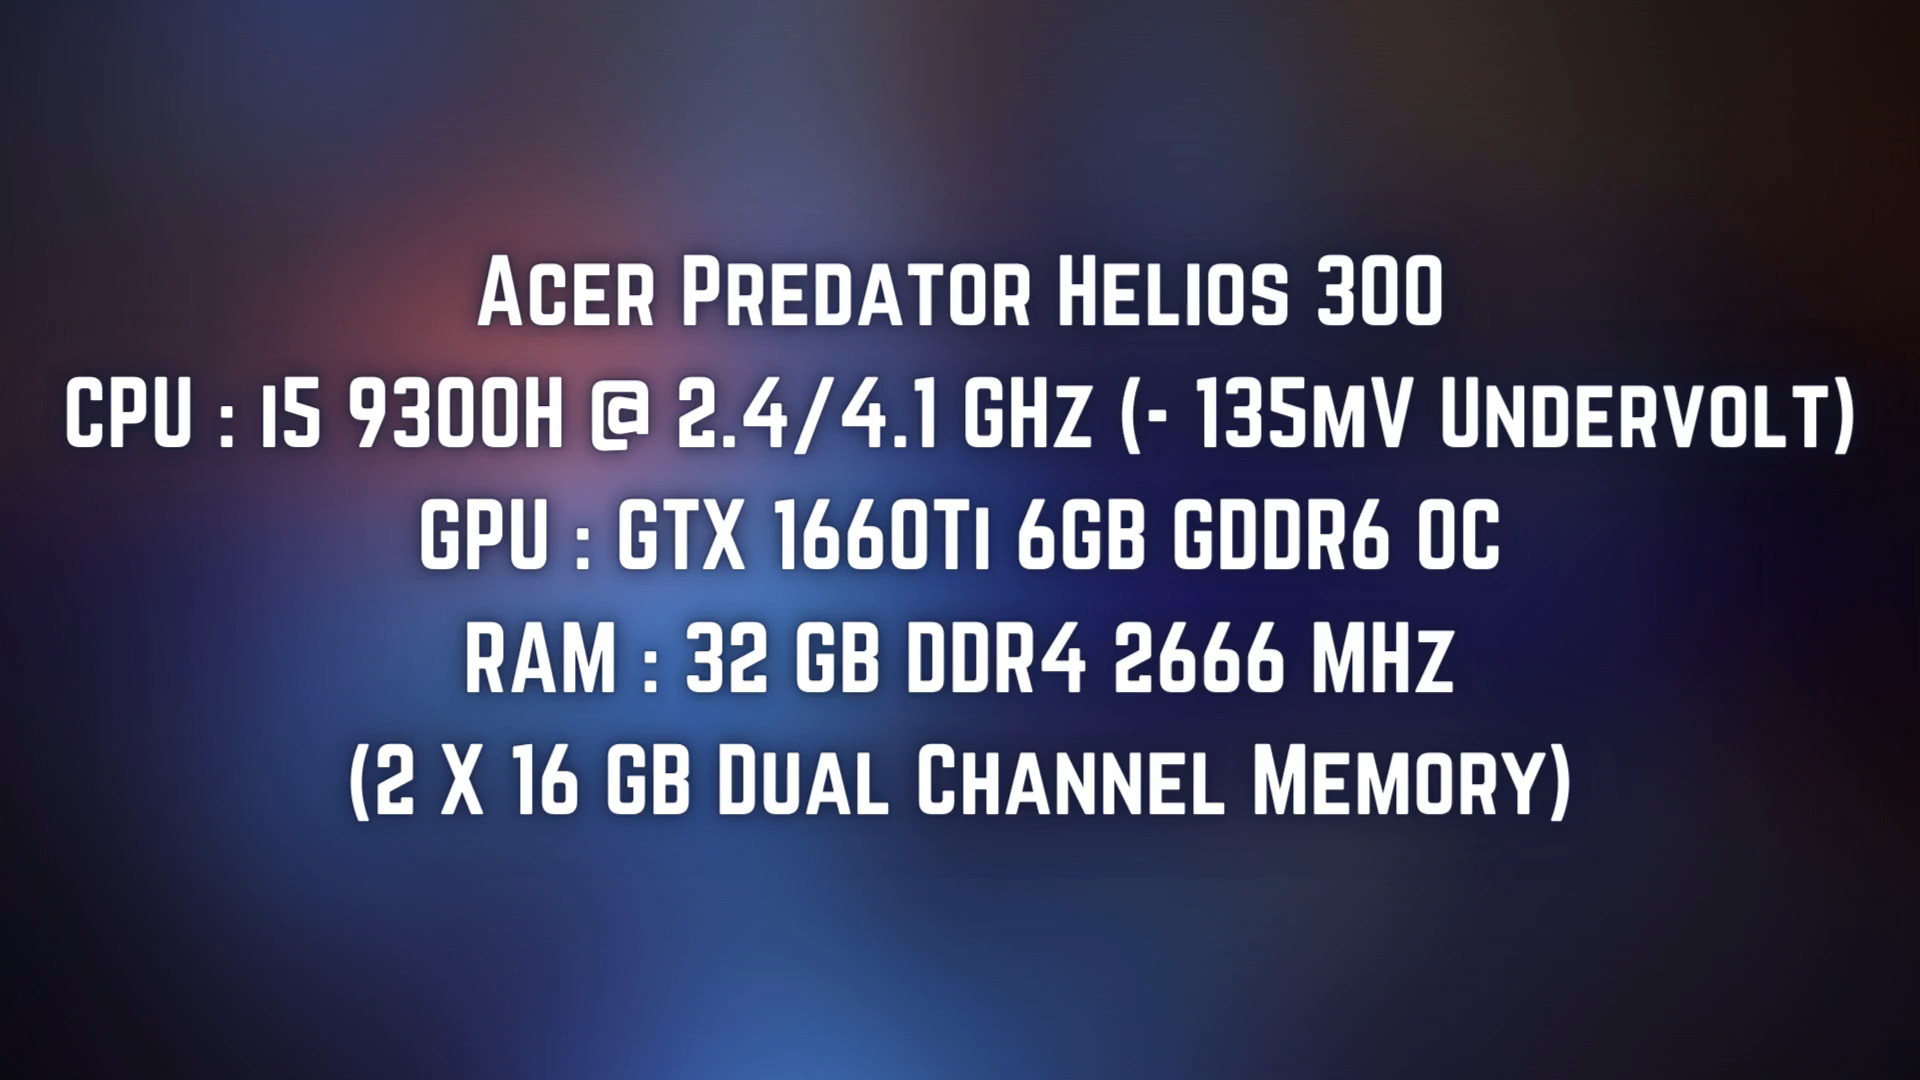 Acer Predator Helios 300
CPU : i5 9300H @ 2.4/4.1 GHz (- 135mV Undervolt)
GPU : GTX 1660Ti 6GB GDDR6 OC
RAM : 32 GB DDR4 2666 MHz
(2 X 16 GB Dual Channel Memory)